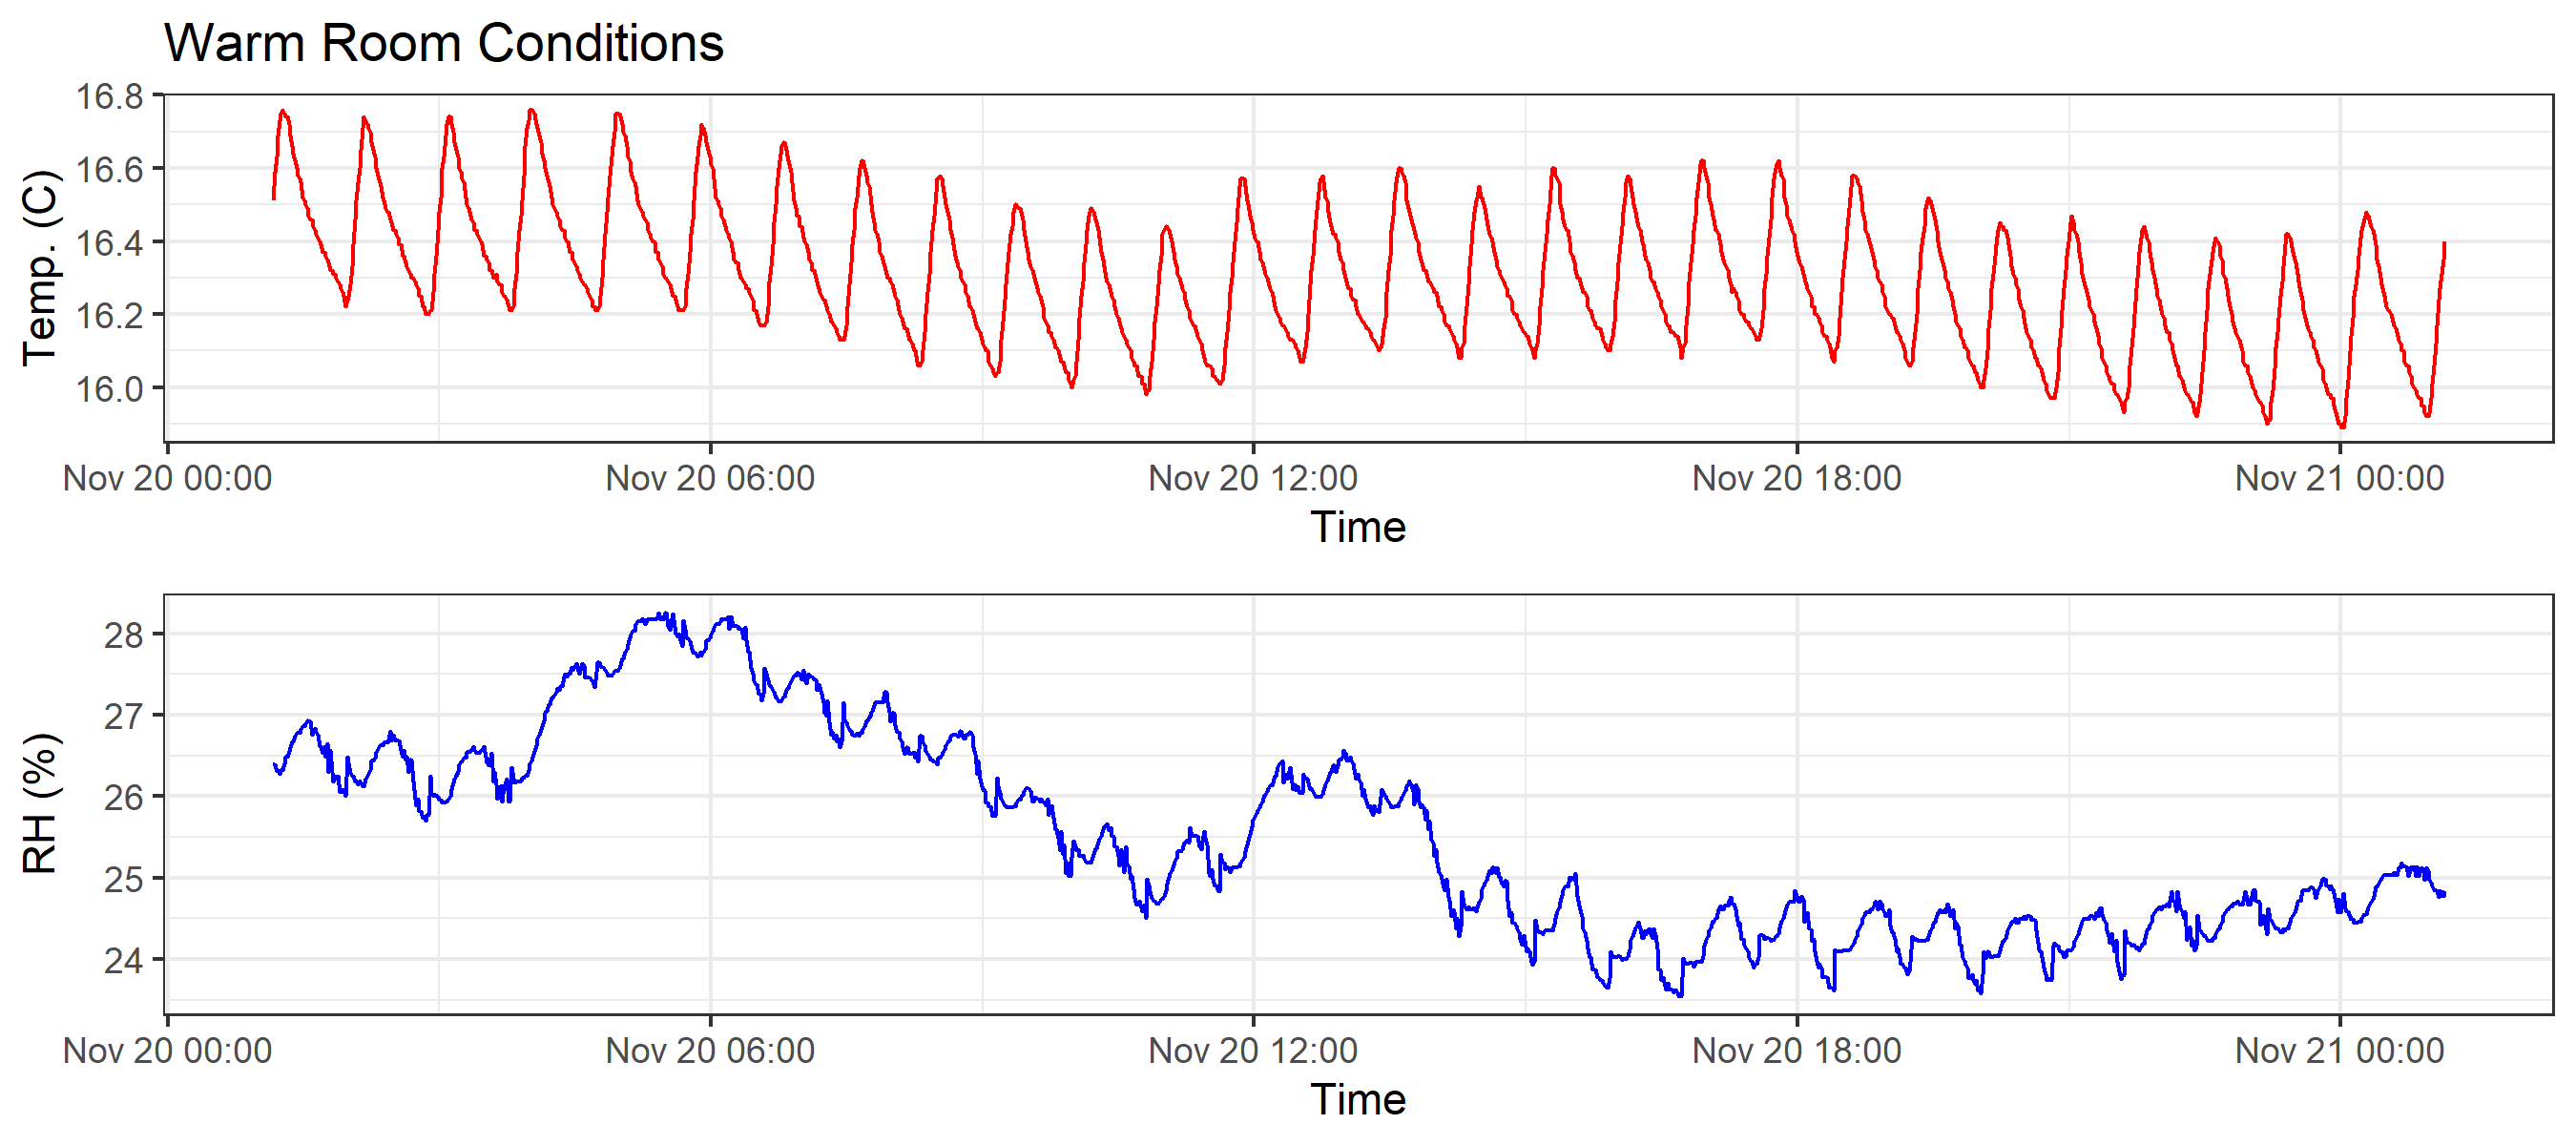 Warm Room Conditions
16.8
16.6
16.4
16.2
16.0
Temp. (C)
Nov 20 00:00 Nov 20 06:00 Nov 20 12:00 Nov 20 18:00 Nov 21 00:00
Time
28
27
26
25
24
RH (%)
Nov 20 00:00 Nov 20 06:00 Nov 20 12:00 Nov 20 18:00 Nov 21 00:00
Time